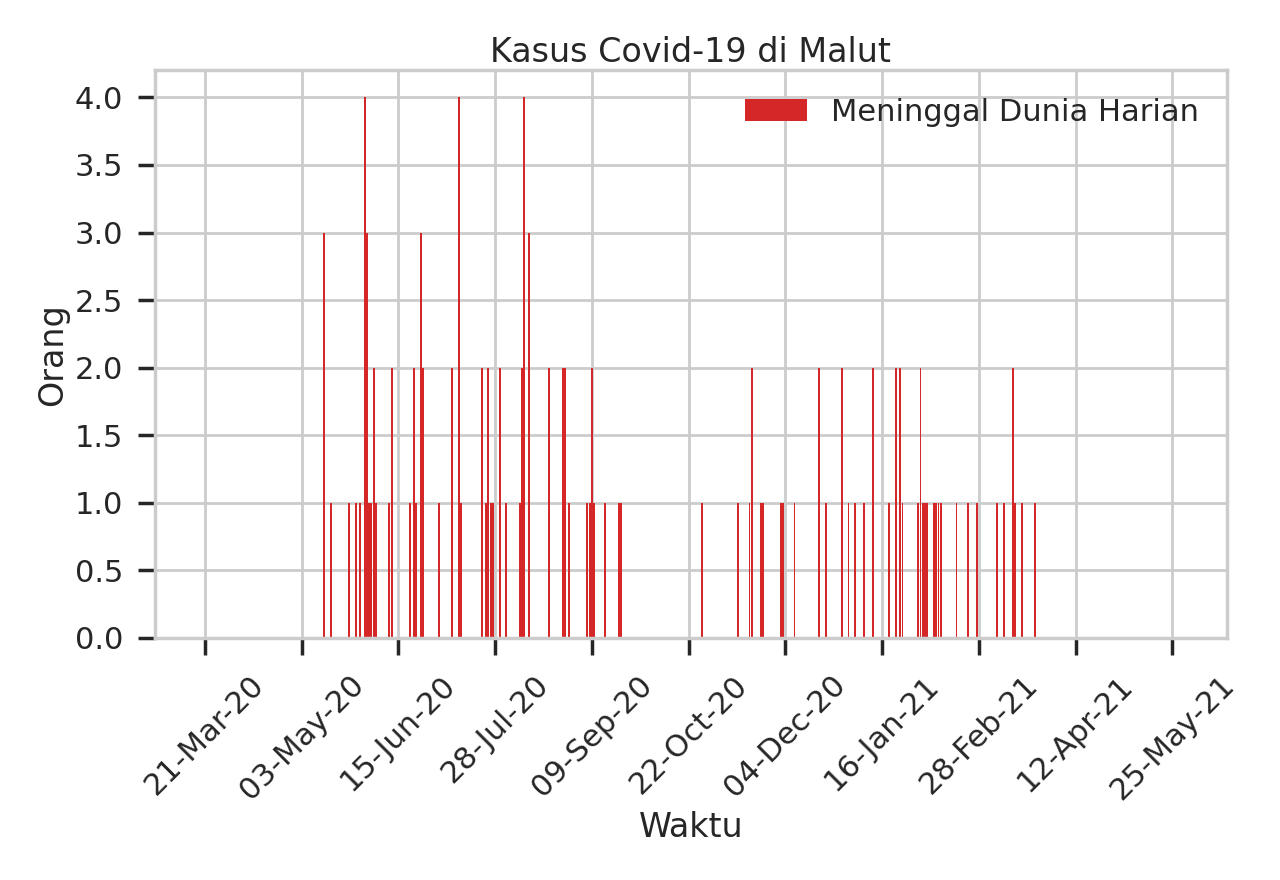 Kasus Covid-19 di Malut
Meninggal Dunia Harian
Orang
4.0
3.5
3.0
2.5
2.0
1.5
1.0
0.5
0.0
21-Mar-20
03-May-20
15-Jun-20
28-Jul-20
09-Sep-20
22-Oct-20
04-Dec-20
16-Jan-21
28-Feb-21
12-Apr-21
25-May-21
Waktu